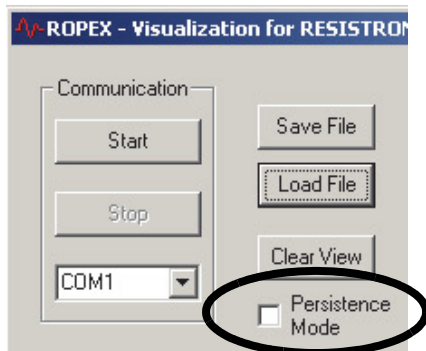 ROPEX - Visualization for RESISTRON
Communication
Start
Stop
COM1
Save File
Load File
Clear View
Persistence
Mode